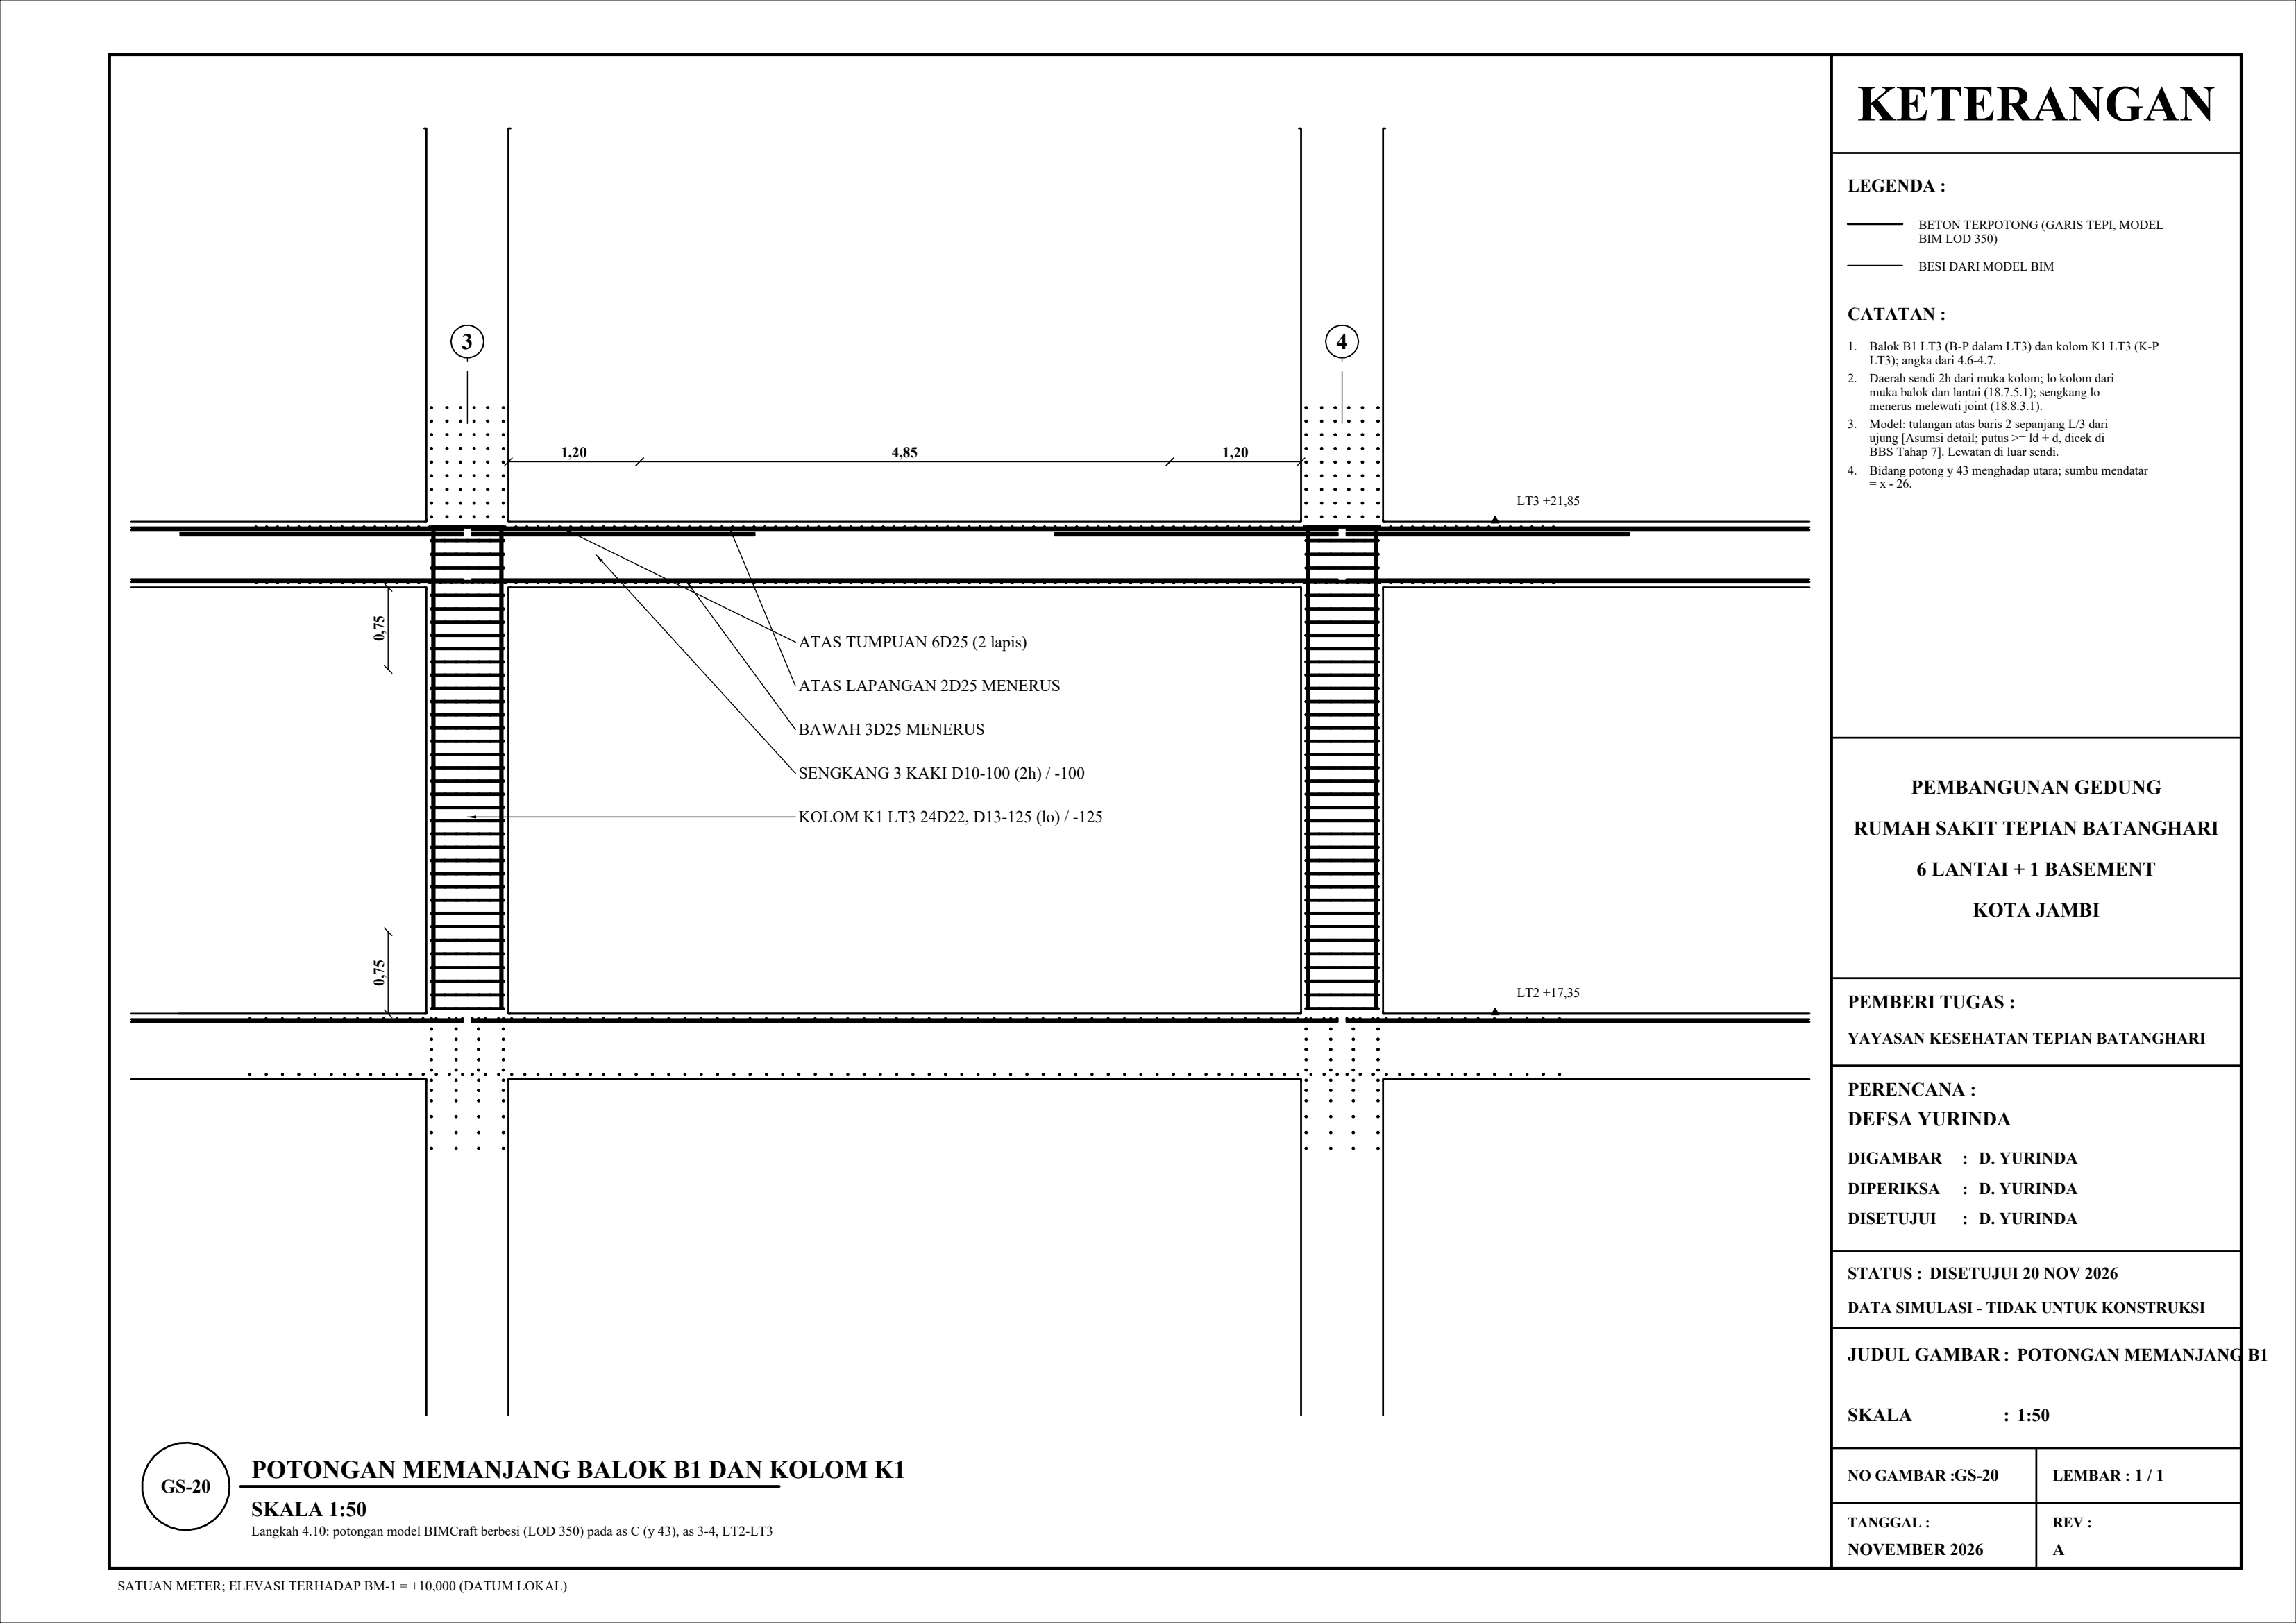 3
4
1,20
4,85
1,20
LT3 +21,85
0,75
ATAS TUMPUAN 6D25 (2 lapis)
ATAS LAPANGAN 2D25 MENERUS
BAWAH 3D25 MENERUS
SENGKANG 3 KAKI D10-100 (2h) / -100
KOLOM K1 LT3 24D22, D13-125 (lo) / -125
0,75
LT2 +17,35
GS-20
POTONGAN MEMANJANG BALOK B1 DAN KOLOM K1
SKALA 1:50
Langkah 4.10: potongan model BIMCraft berbesi (LOD 350) pada as C (y 43), as 3-4, LT2-LT3
SATUAN METER; ELEVASI TERHADAP BM-1 = +10,000 (DATUM LOKAL)
KETERANGAN
LEGENDA :
BETON TERPOTONG (GARIS TEPI, MODEL
BIM LOD 350)
BESI DARI MODEL BIM
CATATAN :
1. Balok B1 LT3 (B-P dalam LT3) dan kolom K1 LT3 (K-P
LT3); angka dari 4.6-4.7.
2. Daerah sendi 2h dari muka kolom; lo kolom dari
muka balok dan lantai (18.7.5.1); sengkang lo
menerus melewati joint (18.8.3.1).
3. Model: tulangan atas baris 2 sepanjang L/3 dari
ujung [Asumsi detail; putus >= ld + d, dicek di
BBS Tahap 7]. Lewatan di luar sendi.
4. Bidang potong y 43 menghadap utara; sumbu mendatar
= x - 26.
PEMBANGUNAN GEDUNG
RUMAH SAKIT TEPIAN BATANGHARI
6 LANTAI + 1 BASEMENT
KOTA JAMBI
PEMBERI TUGAS :
YAYASAN KESEHATAN TEPIAN BATANGHARI
PERENCANA :
DEFSA YURINDA
DIGAMBAR : D. YURINDA
DIPERIKSA : D. YURINDA
DISETUJUI : D. YURINDA
STATUS : DISETUJUI 20 NOV 2026
DATA SIMULASI - TIDAK UNTUK KONSTRUKSI
JUDUL GAMBAR : POTONGAN MEMANJANG B1
SKALA : 1:50
NO GAMBAR :GS-20
LEMBAR : 1 / 1
TANGGAL :
NOVEMBER 2026
REV :
A